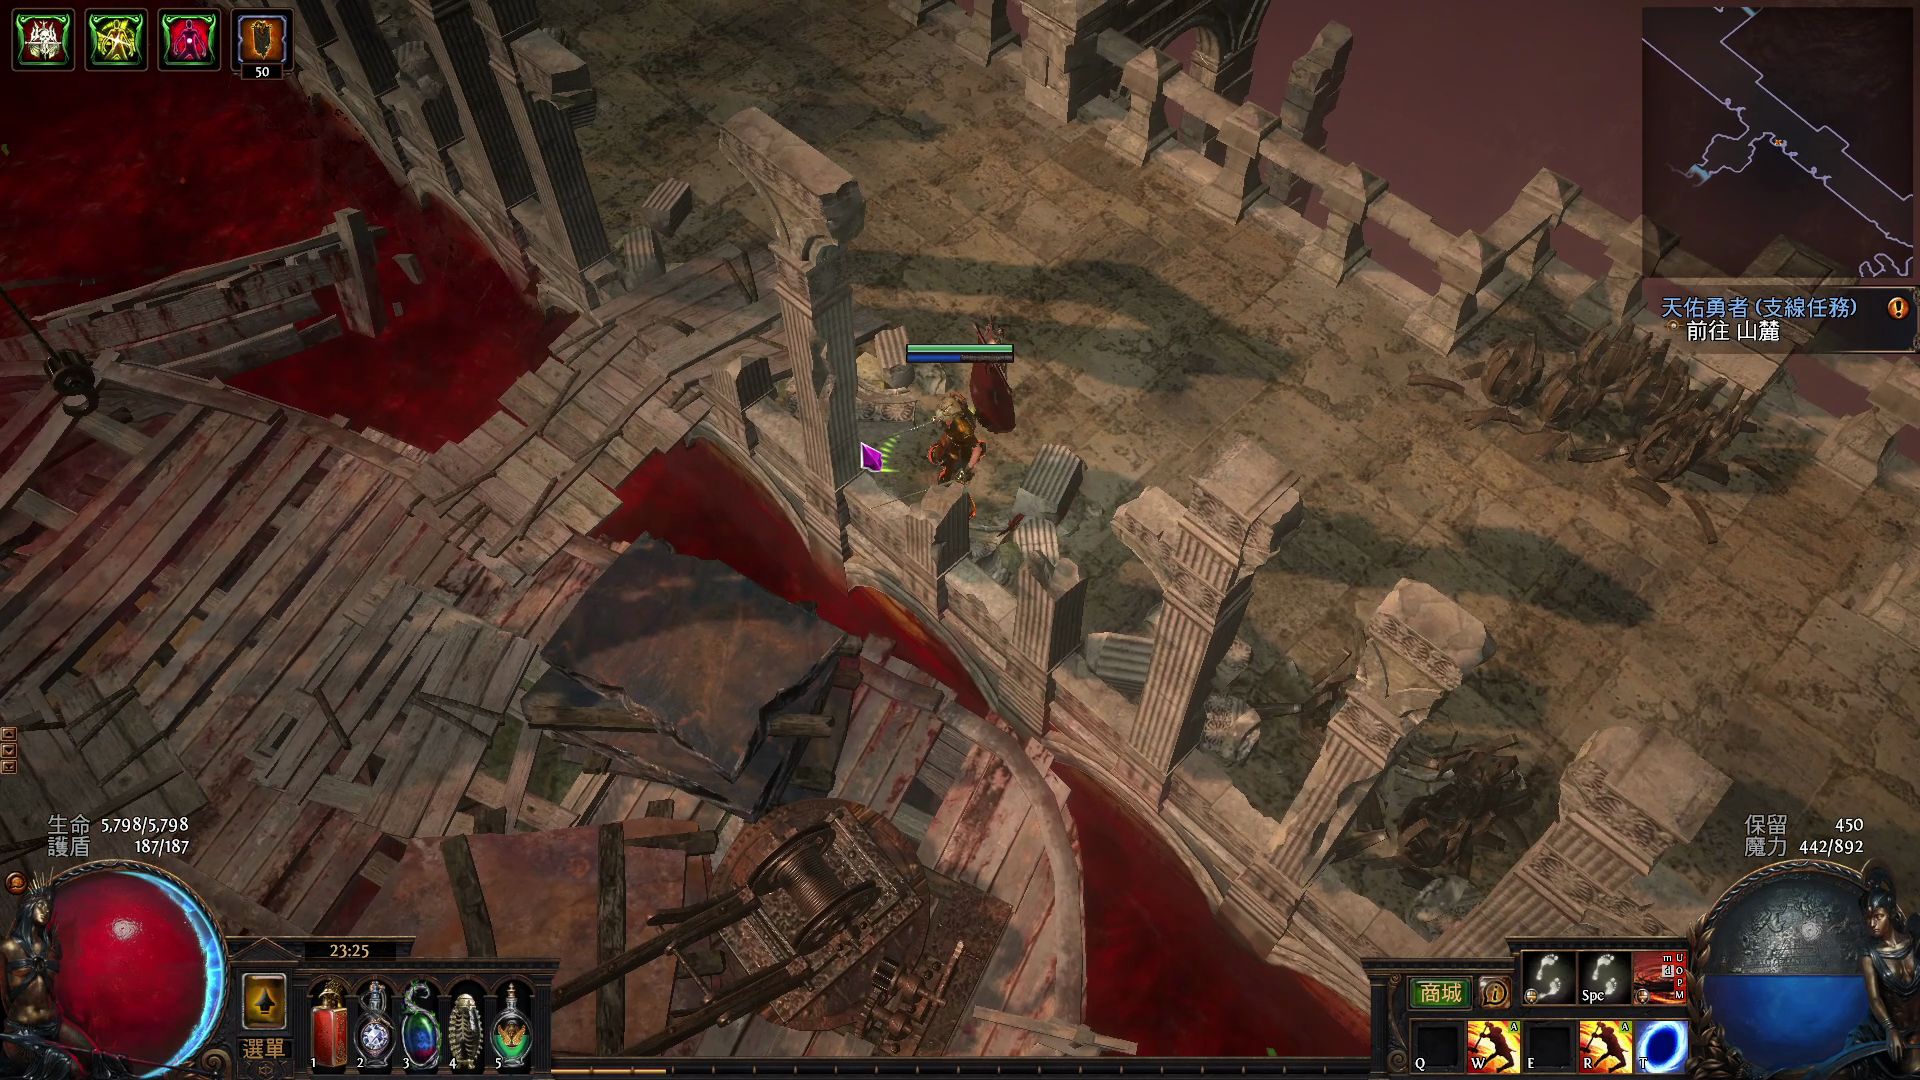 50
天佑勇者 (支線任務)
前往 山麓
生命 5,798/5,798
護盾 187/187
保留 450
魔力 442/892
23:25
選單
1
2
3
4
5
商城
Spc
m U
d O
P
M
Q
W
A
E
R
A
T